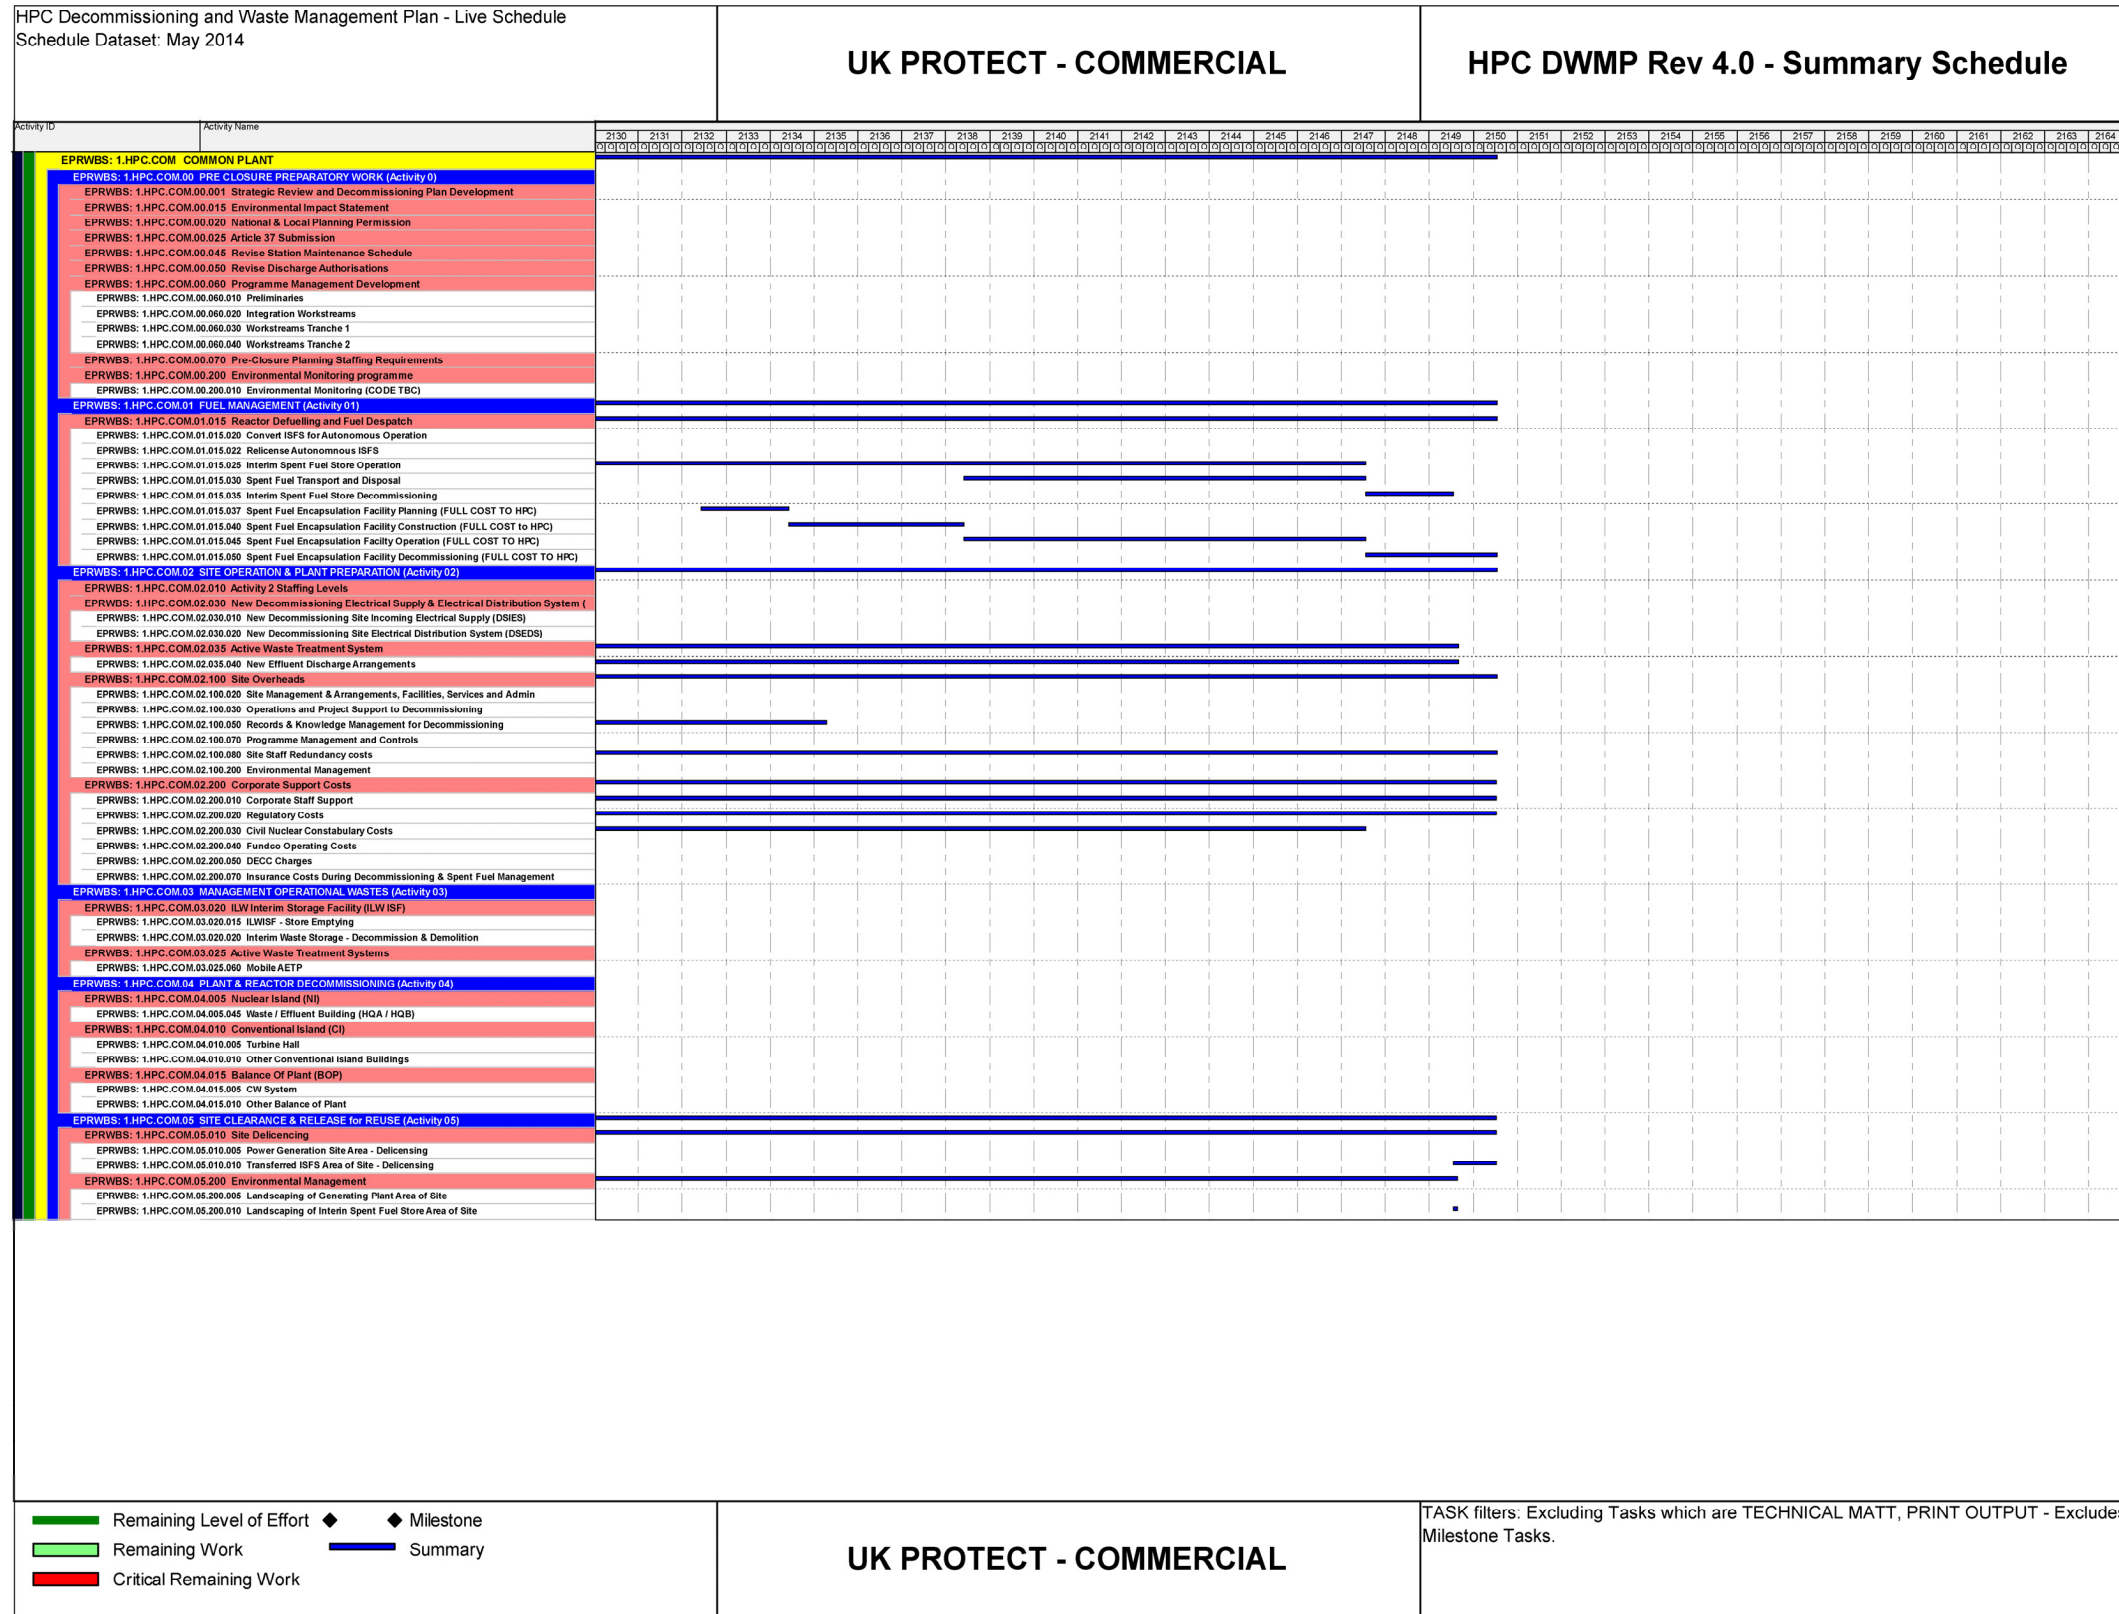 HPC Decommissioning and Waste Management Plan - Live Schedule
Schedule Dataset: May 2014
UK PROTECT - COMMERCIAL
HPC DWMP Rev 4.0 - Summary Schedule
Activity ID Activity Name
2130 2131 2132 2133 2134 2135 2136 2137 2138 2139 2140 2141 2142 2143 2144 2145 2146 2147 2148 2149 2150 2151 2152 2153 2154 2155 2156 2157 2158 2159 2160 2161 2162 2163 2164
EPRWBS: 1.HPC.COM COMMON PLANT
EPRWBS: 1.HPC.COM.00 PRE CLOSURE PREPARATORY WORK (Activity 0)
EPRWBS: 1.HPC.COM.00.001 Strategic Review and Decommissioning Plan Development
EPRWBS: 1.HPC.COM.00.015 Environmental Impact Statement
EPRWBS: 1.HPC.COM.00.020 National & Local Planning Permission
EPRWBS: 1.HPC.COM.00.025 Article 37 Submission
EPRWBS: 1.HPC.COM.00.045 Revise Station Maintenance Schedule
EPRWBS: 1.HPC.COM.00.050 Revise Discharge Authorisations
EPRWBS: 1.HPC.COM.00.060 Programme Management Development
EPRWBS: 1.HPC.COM.00.060.010 Preliminaries
EPRWBS: 1.HPC.COM.00.060.020 Integration Workstreams
EPRWBS: 1.HPC.COM.00.060.030 Workstreams Tranche 1
EPRWBS: 1.HPC.COM.00.060.040 Workstreams Tranche 2
EPRWBS: 1.HPC.COM.00.070 Pre-Closure Planning Staffing Requirements
EPRWBS: 1.HPC.COM.00.200 Environmental Monitoring programme
EPRWBS: 1.HPC.COM.00.200.010 Environmental Monitoring (CODE TBC)
EPRWBS: 1.HPC.COM.01 FUEL MANAGEMENT (Activity 01)
EPRWBS: 1.HPC.COM.01.015 Reactor Defuelling and Fuel Despatch
EPRWBS: 1.HPC.COM.01.015.020 Convert ISFS for Autonomous Operation
EPRWBS: 1.HPC.COM.01.015.022 Relicense Autonomnous ISFS
EPRWBS: 1.HPC.COM.01.015.025 Interim Spent Fuel Store Operation
EPRWBS: 1.HPC.COM.01.015.030 Spent Fuel Transport and Disposal
EPRWBS: 1.HPC.COM.01.015.035 Interim Spent Fuel Store Decommissioning
EPRWBS: 1.HPC.COM.01.015.037 Spent Fuel Encapsulation Facility Planning (FULL COST TO HPC)
EPRWBS: 1.HPC.COM.01.015.040 Spent Fuel Encapsulation Facility Construction (FULL COST to HPC)
EPRWBS: 1.HPC.COM.01.015.045 Spent Fuel Encapsulation Facilty Operation (FULL COST TO HPC)
EPRWBS: 1.HPC.COM.01.015.050 Spent Fuel Encapsulation Facility Decommissioning (FULL COST TO HPC)
EPRWBS: 1.HPC.COM.02 SITE OPERATION & PLANT PREPARATION (Activity 02)
EPRWBS: 1.HPC.COM.02.010 Activity 2 Staffing Levels
EPRWBS: 1.HPC.COM.02.030 New Decommissioning Electrical Supply & Electrical Distribution System (
EPRWBS: 1.HPC.COM.02.030.010 New Decommissioning Site Incoming Electrical Supply (DSIES)
EPRWBS: 1.HPC.COM.02.030.020 New Decommissioning Site Electrical Distribution System (DSEDS)
EPRWBS: 1.HPC.COM.02.035 Active Waste Treatment System
EPRWBS: 1.HPC.COM.02.035.040 New Effluent Discharge Arrangements
EPRWBS: 1.HPC.COM.02.100 Site Overheads
EPRWBS: 1.HPC.COM.02.100.020 Site Management & Arrangements, Facilities, Services and Admin
EPRWBS: 1.HPC.COM.02.100.030 Operations and Project Support to Decommissioning
EPRWBS: 1.HPC.COM.02.100.050 Records & Knowledge Management for Decommissioning
EPRWBS: 1.HPC.COM.02.100.070 Programme Management and Controls
EPRWBS: 1.HPC.COM.02.100.080 Site Staff Redundancy costs
EPRWBS: 1.HPC.COM.02.100.200 Environmental Management
EPRWBS: 1.HPC.COM.02.200 Corporate Support Costs
EPRWBS: 1.HPC.COM.02.200.010 Corporate Staff Support
EPRWBS: 1.HPC.COM.02.200.020 Regulatory Costs
EPRWBS: 1.HPC.COM.02.200.030 Civil Nuclear Constabulary Costs
EPRWBS: 1.HPC.COM.02.200.040 Fundco Operating Costs
EPRWBS: 1.HPC.COM.02.200.050 DECC Charges
EPRWBS: 1.HPC.COM.02.200.070 Insurance Costs During Decommissioning & Spent Fuel Management
EPRWBS: 1.HPC.COM.03 MANAGEMENT OPERATIONAL WASTES (Activity 03)
EPRWBS: 1.HPC.COM.03.020 ILW Interim Storage Facility (ILW ISF)
EPRWBS: 1.HPC.COM.03.020.015 ILWISF - Store Emptying
EPRWBS: 1.HPC.COM.03.020.020 Interim Waste Storage - Decommission & Demolition
EPRWBS: 1.HPC.COM.03.025 Active Waste Treatment Systems
EPRWBS: 1.HPC.COM.03.025.060 Mobile AETP
EPRWBS: 1.HPC.COM.04 PLANT & REACTOR DECOMMISSIONING (Activity 04)
EPRWBS: 1.HPC.COM.04.005 Nuclear Island (NI)
EPRWBS: 1.HPC.COM.04.005.045 Waste / Effluent Building (HQA / HQB)
EPRWBS: 1.HPC.COM.04.010 Conventional Island (CI)
EPRWBS: 1.HPC.COM.04.010.005 Turbine Hall
EPRWBS: 1.HPC.COM.04.010.010 Other Conventional Island Buildings
EPRWBS: 1.HPC.COM.04.015 Balance Of Plant (BOP)
EPRWBS: 1.HPC.COM.04.015.005 CW System
EPRWBS: 1.HPC.COM.04.015.010 Other Balance of Plant
EPRWBS: 1.HPC.COM.05 SITE CLEARANCE & RELEASE for REUSE (Activity 05)
EPRWBS: 1.HPC.COM.05.010 Site Delicencing
EPRWBS: 1.HPC.COM.05.010.005 Power Generation Site Area - Delicensing
EPRWBS: 1.HPC.COM.05.010.010 Transferred ISFS Area of Site - Delicensing
EPRWBS: 1.HPC.COM.05.200 Environmental Management
EPRWBS: 1.HPC.COM.05.200.005 Landscaping of Generating Plant Area of Site
EPRWBS: 1.HPC.COM.05.200.010 Landscaping of Interin Spent Fuel Store Area of Site
Remaining Level of Effort
Milestone
Remaining Work
Summary
Critical Remaining Work
UK PROTECT - COMMERCIAL
TASK filters: Excluding Tasks which are TECHNICAL MATT, PRINT OUTPUT - Excludes
Milestone Tasks.